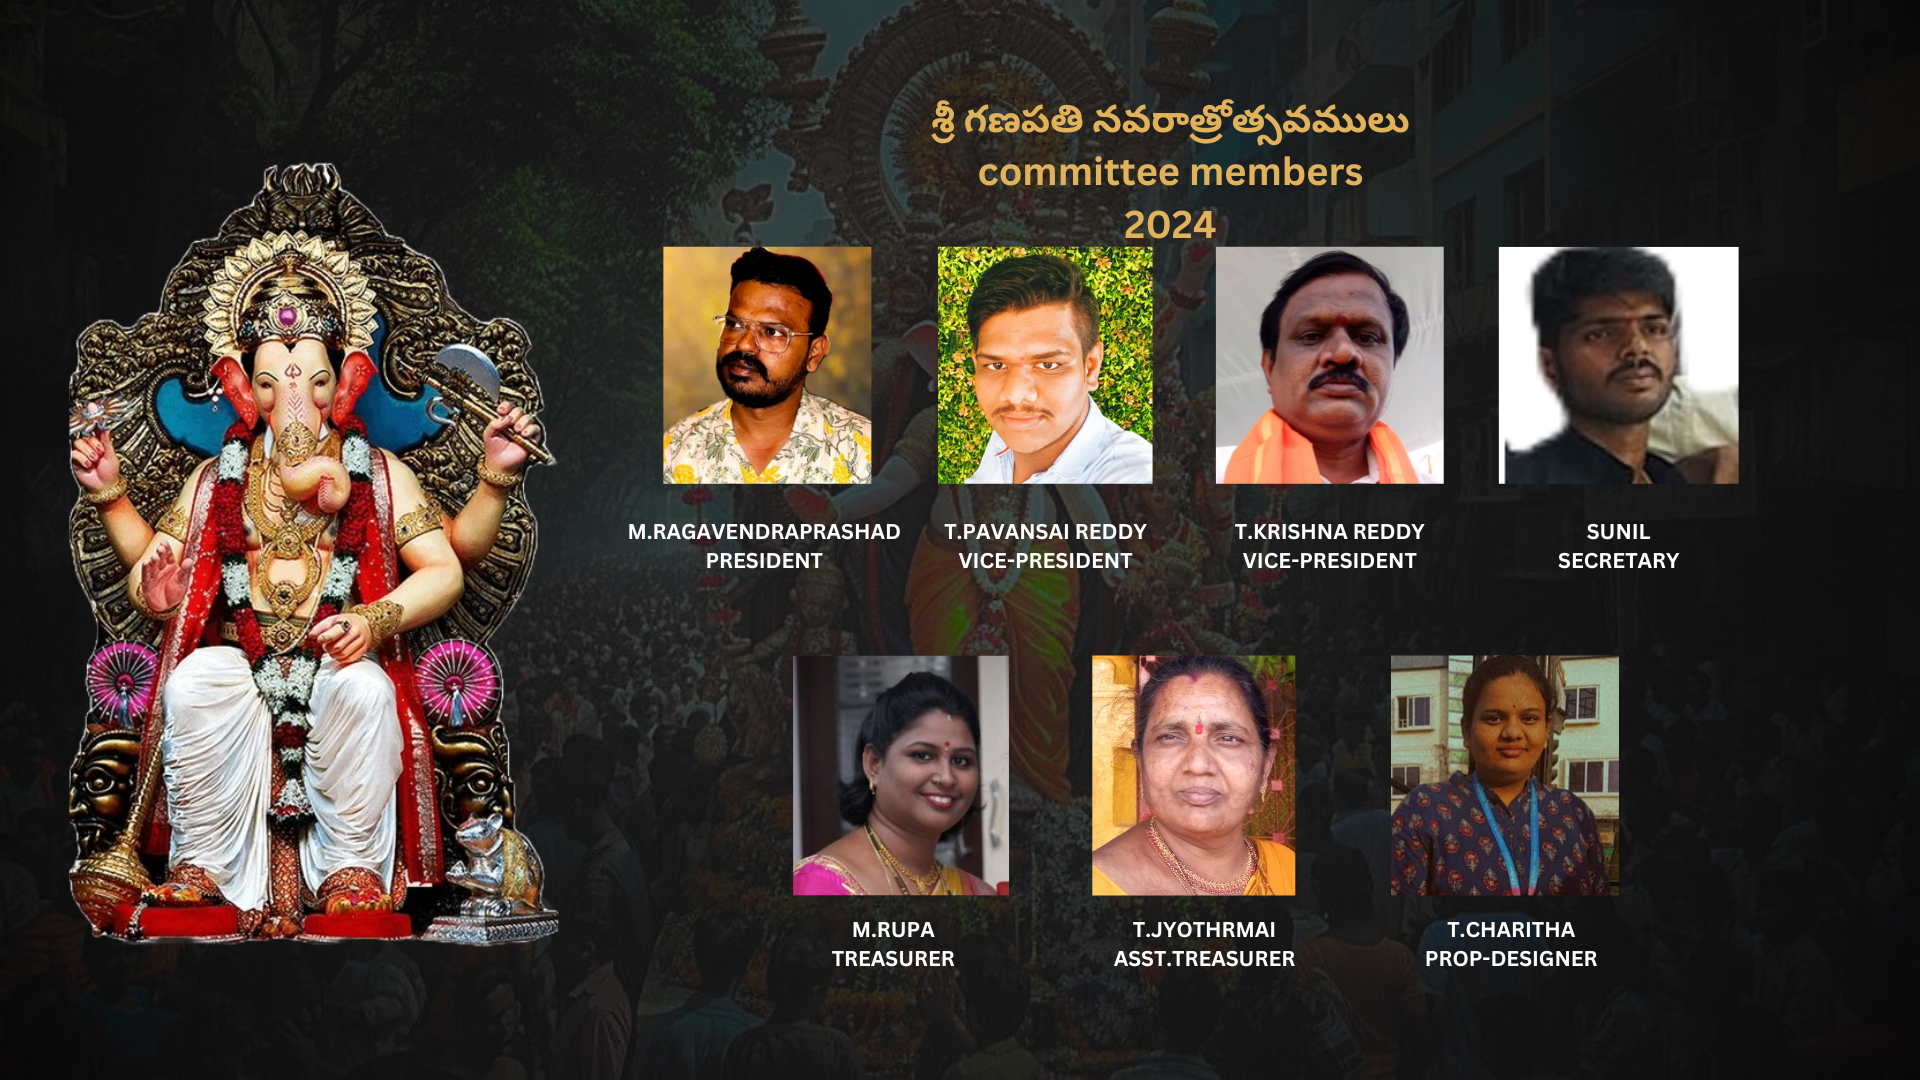 శ్రీ గణపతి నవరాత్రోత్సవములు
committee members
2024
M.RAGAVENDRAPRASHAD
PRESIDENT
T.PAVANSAI REDDY
VICE-PRESIDENT
T.KRISHNA REDDY
VICE-PRESIDENT
SUNIL
SECRETARY
M.RUPA
TREASURER
T.JYOTHRMAI
ASST.TREASURER
T.CHARITHA
PROP-DESIGNER